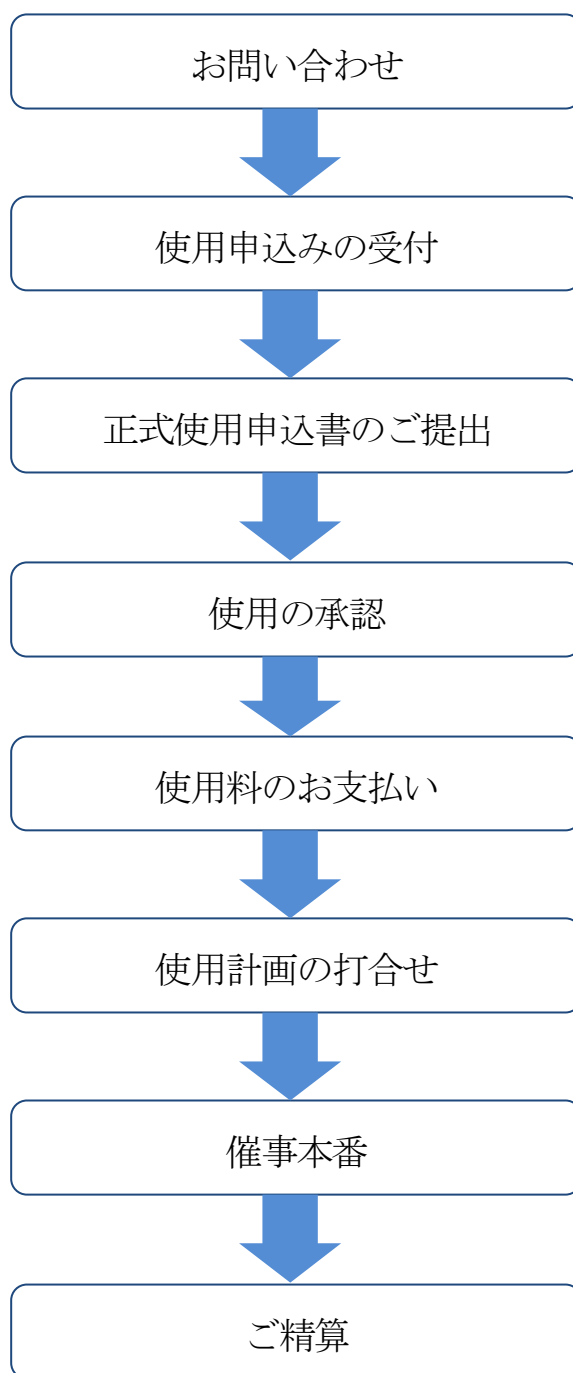 お問い合わせ
使用申込みの受付
正式使用申込書のご提出
使用の承認
使用料のお支払い
使用計画の打合せ
催事本番
ご精算